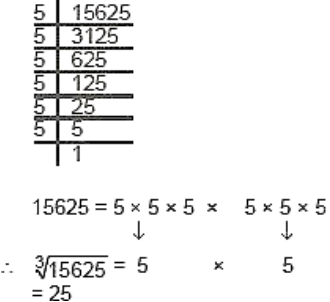 5 | 15625
5 | 3125
5 | 625
5 | 125
5 | 25
5 | 5
| 1
15625 = 5 × 5 × 5 × 5 × 5 × 5
↓ ↓
∴ ∛15625 = 5 × 5
= 25